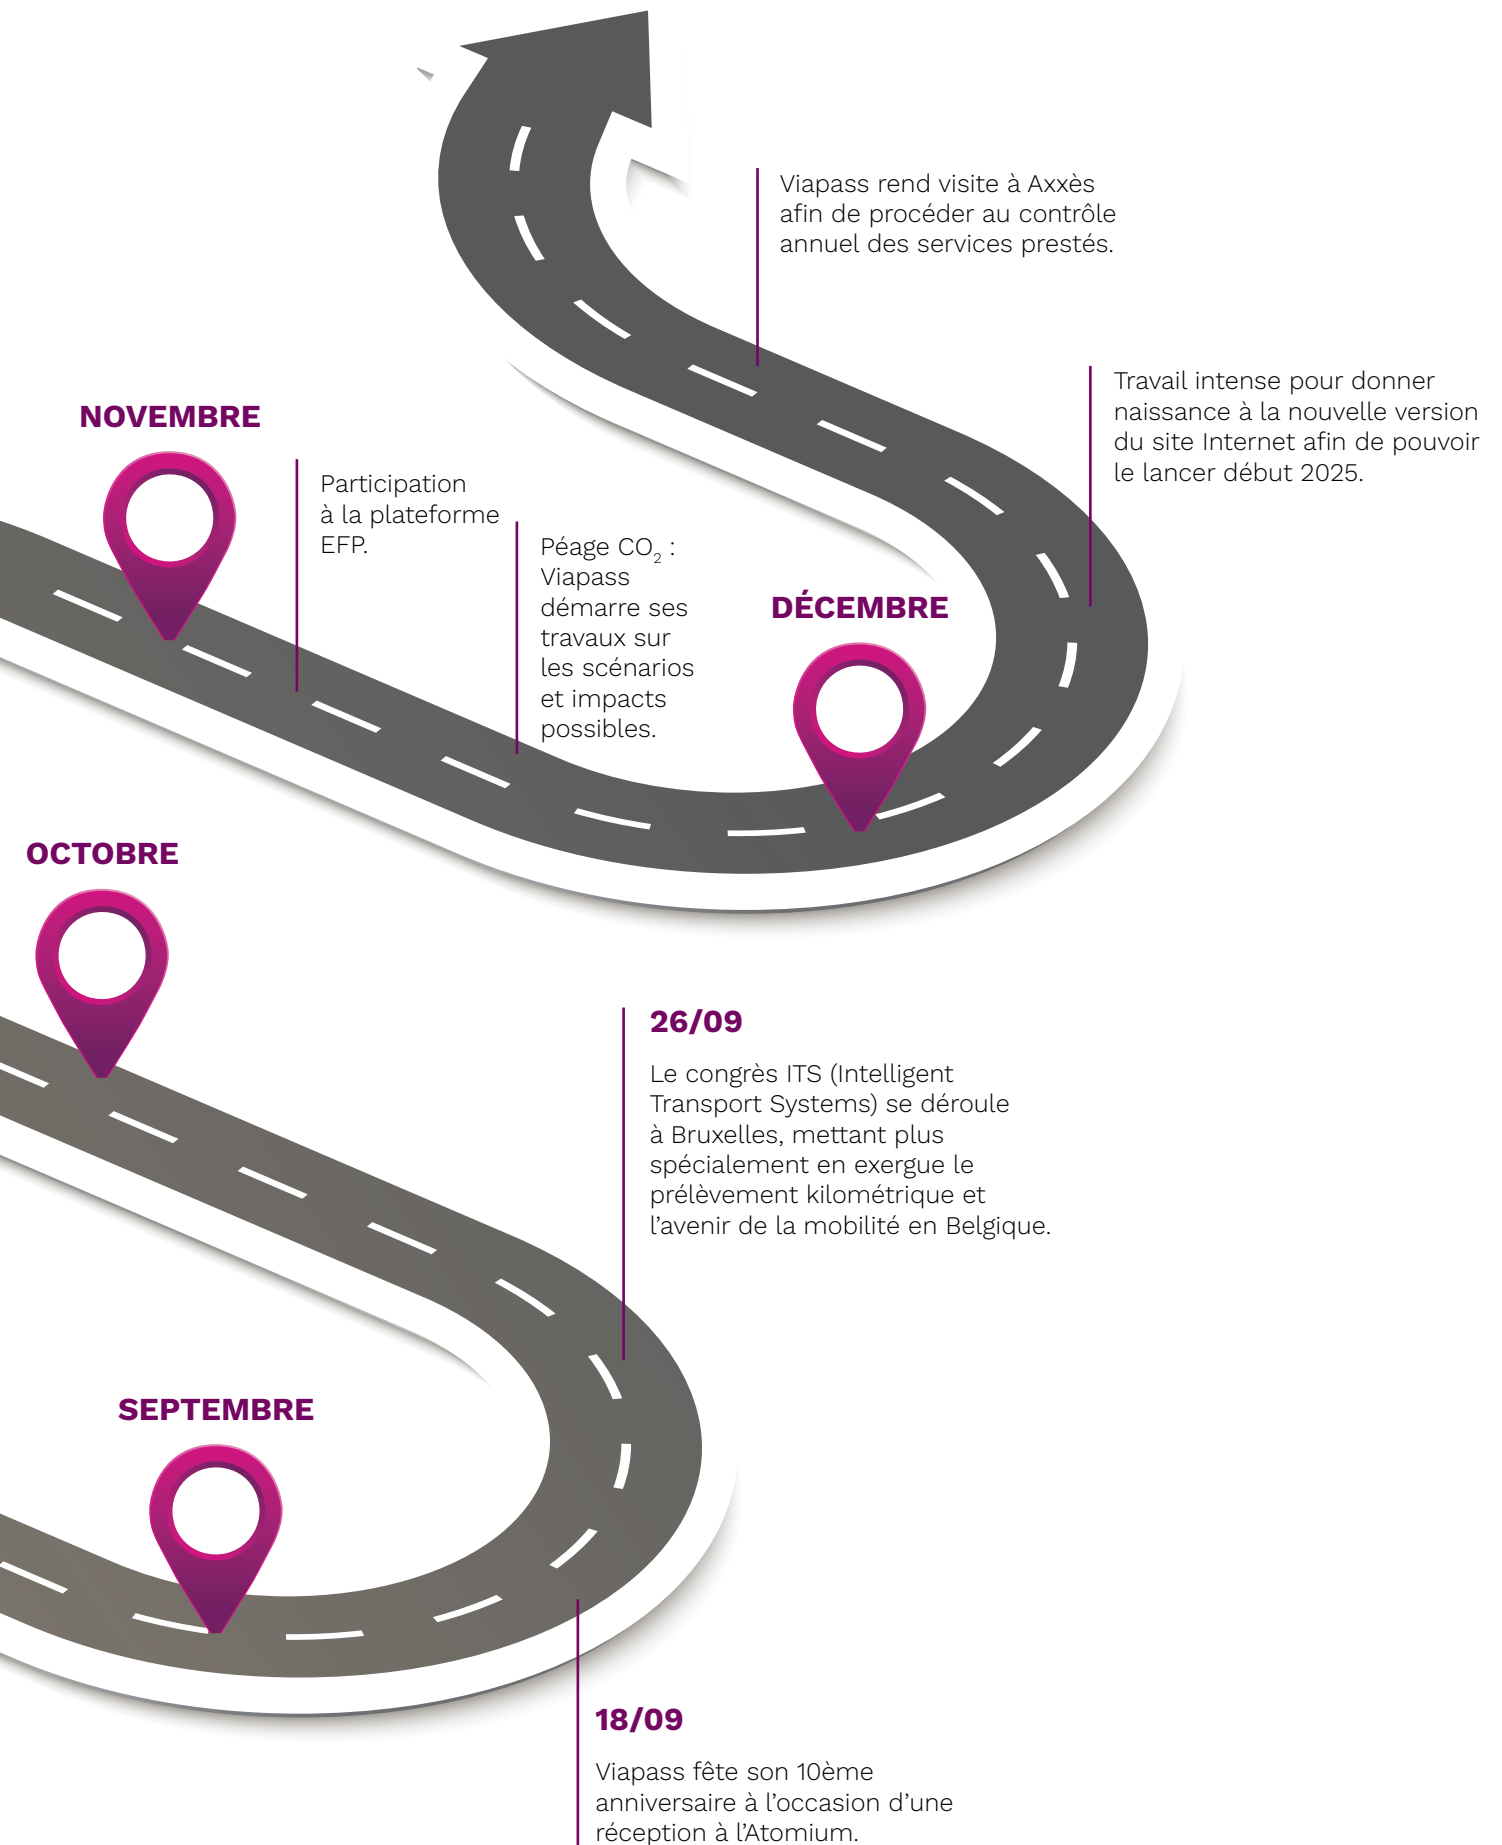 Viapass rend visite à Axxès
afin de procéder au contrôle
annuel des services prestés.
Travail intense pour donner
naissance à la nouvelle version
du site Internet afin de pouvoir
le lancer début 2025.
NOVEMBRE
Participation
à la plateforme
EFP.
Péage CO₂ :
Viapass
démarre ses
travaux sur
les scénarios
et impacts
possibles.
DÉCEMBRE
OCTOBRE
26/09
Le congrès ITS (Intelligent
Transport Systems) se déroule
à Bruxelles, mettant plus
spécialement en exergue le
prélèvement kilométrique et
l’avenir de la mobilité en Belgique.
SEPTEMBRE
18/09
Viapass fête son 10ème
anniversaire à l’occasion d’une
réception à l’Atomium.